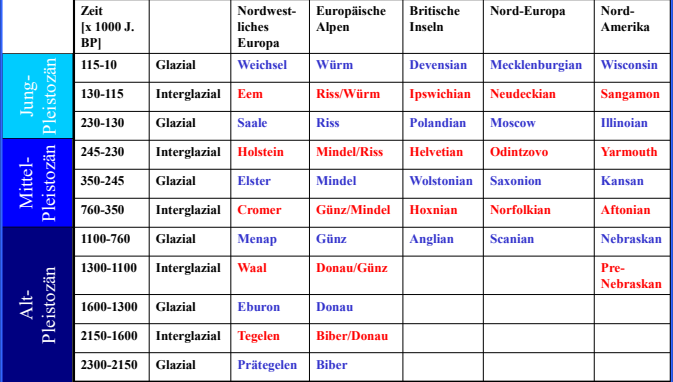 Zeit [x 1000 J. BP] Nordwest-liches Europa Europäische Alpen Britische Inseln Nord-Europa Nord-Amerika
Jung-Pleistozän
115-10 Glazial Weichsel Würm Devensian Mecklenburgian Wisconsin
130-115 Interglazial Eem Riss/Würm Ipswichian Neudeckian Sangamon
230-130 Glazial Saale Riss Polandian Moscow Illinoian
Mittel-Pleistozän
245-230 Interglazial Holstein Mindel/Riss Helvetian Odintzovo Yarmouth
350-245 Glazial Elster Mindel Wolstonian Saxonion Kansan
760-350 Interglazial Cromer Günz/Mindel Hoxnian Norfolkian Aftonian
Alt-Pleistozän
1100-760 Glazial Menap Günz Anglian Scanian Nebraskan
1300-1100 Interglazial Waal Donau/Günz Pre-Nebraskan
1600-1300 Glazial Eburon Donau
2150-1600 Interglazial Tegelen Biber/Donau
2300-2150 Glazial Prätegelen Biber